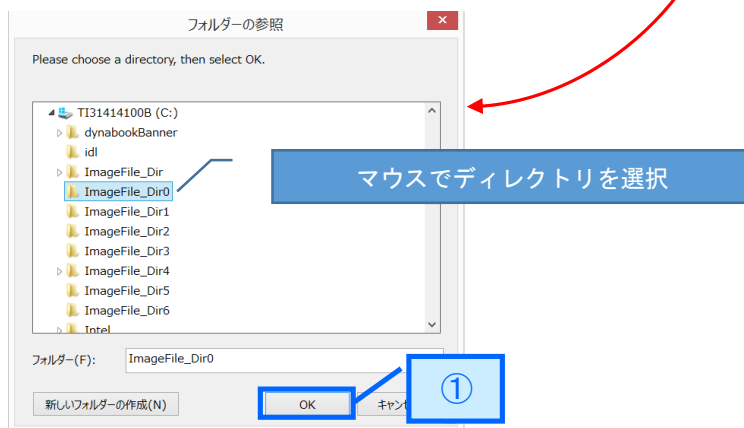 フォルダーの参照
Please choose a directory, then select OK.
TI31414100B (C:)
dynabookBanner
idl
ImageFile_Dir
ImageFile_Dir0
マウスでディレクトリを選択
ImageFile_Dir1
ImageFile_Dir2
ImageFile_Dir3
ImageFile_Dir4
ImageFile_Dir5
ImageFile_Dir6
Intel
フォルダー(F): ImageFile_Dir0
①
新しいフォルダーの作成(N) OK